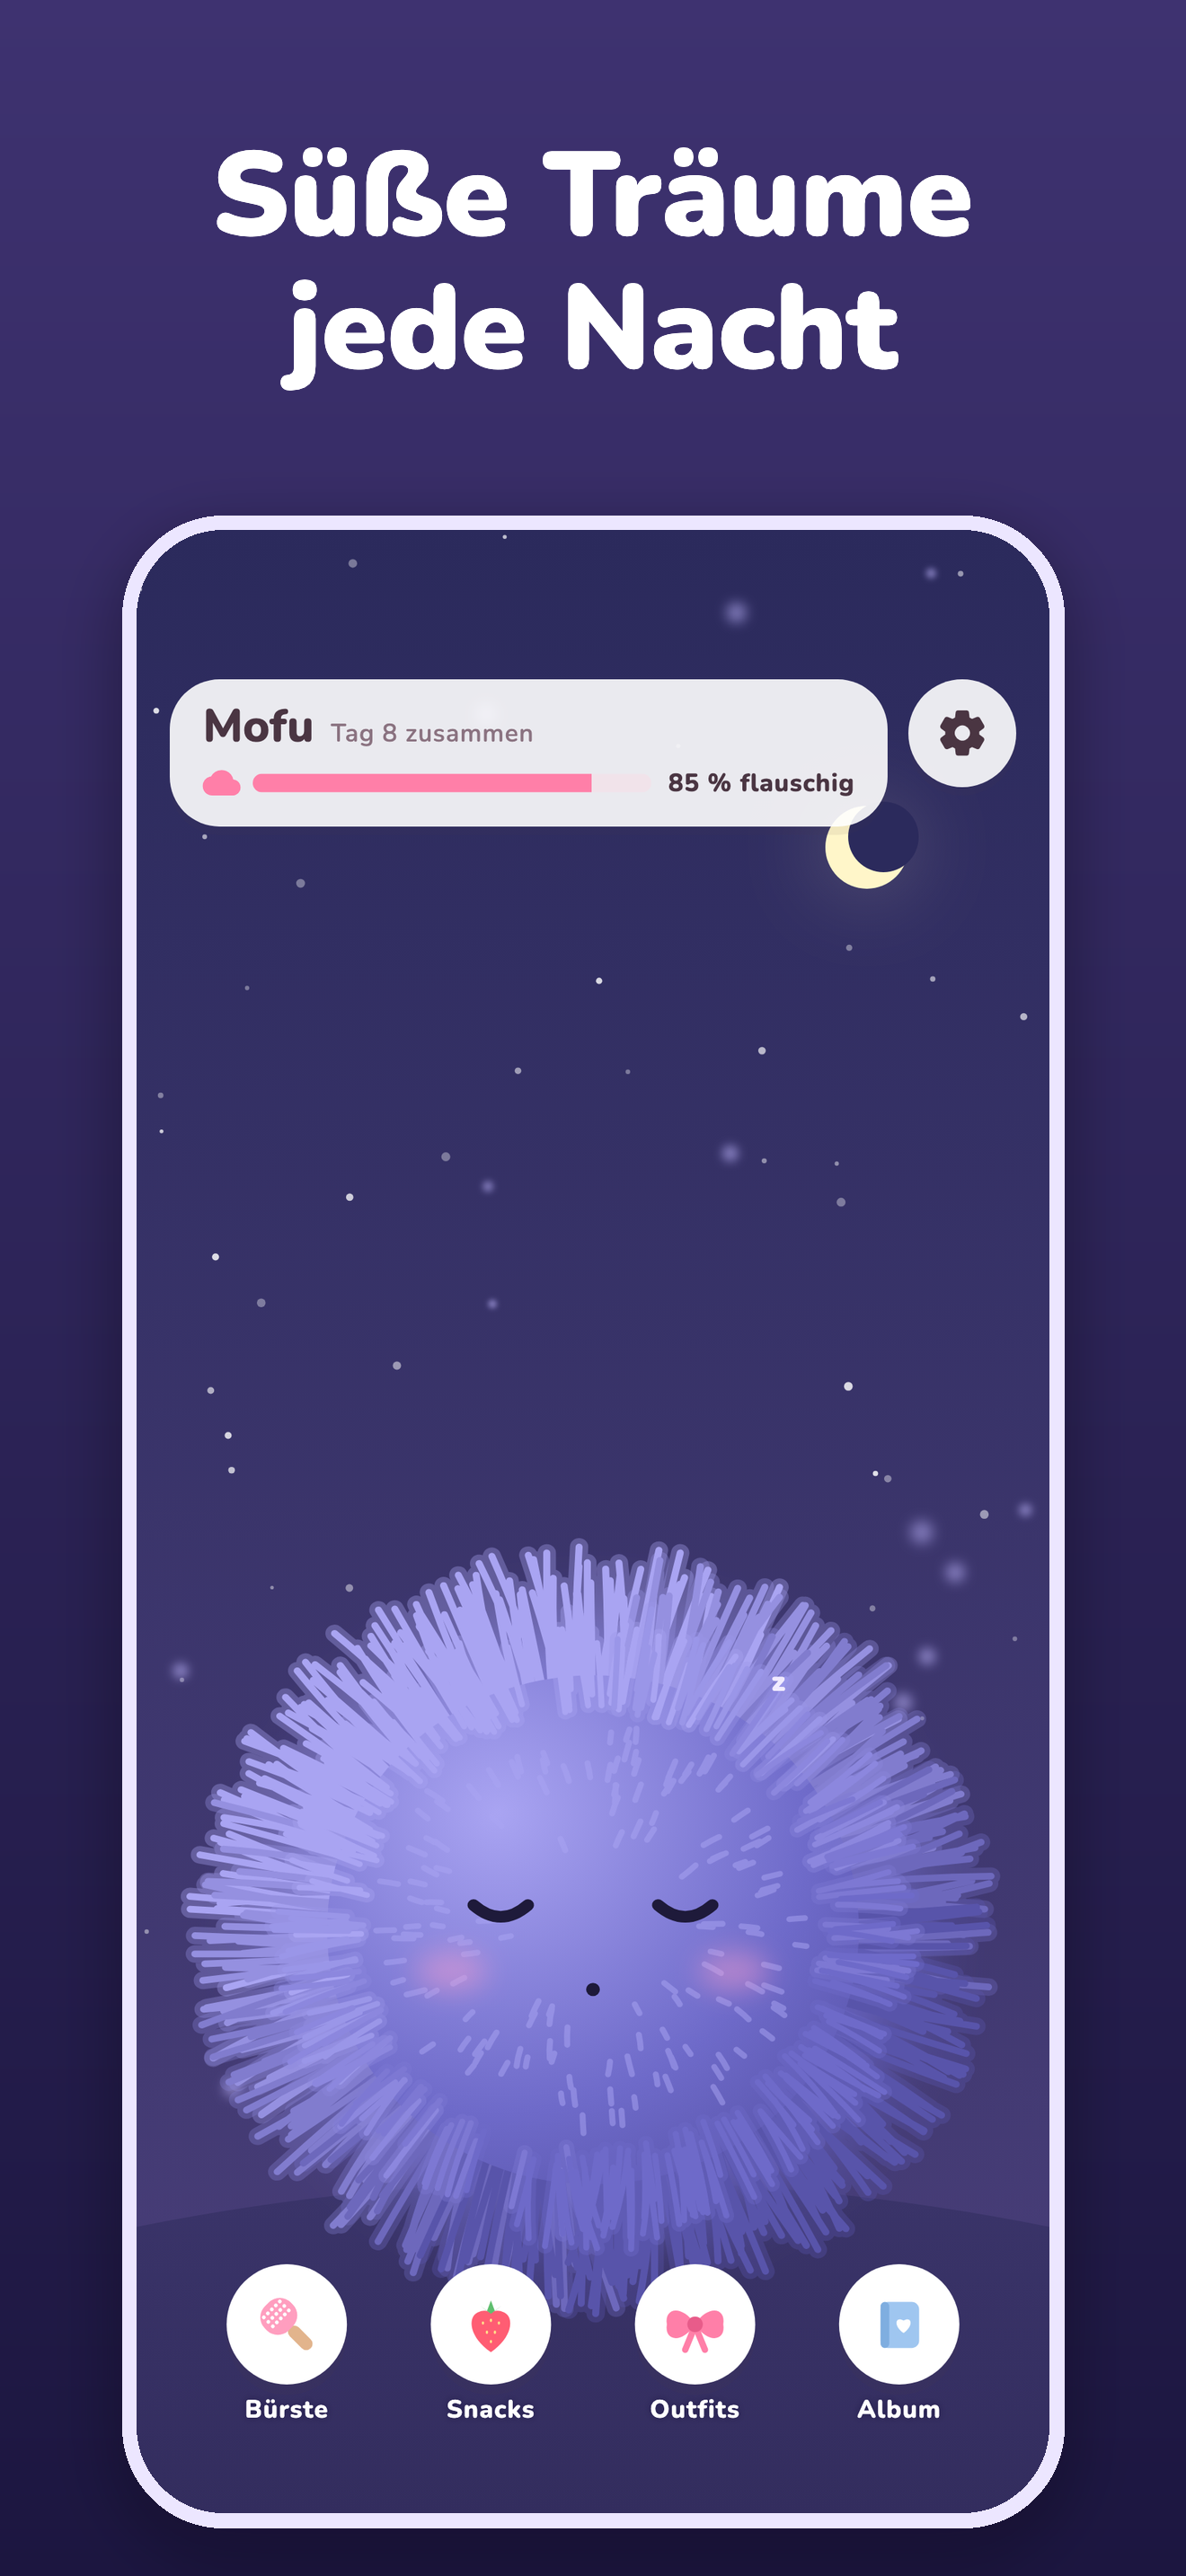 Süße Träume
jede Nacht
Mofu Tag 8 zusammen
85 % flauschig
z
Bürste
Snacks
Outfits
Album